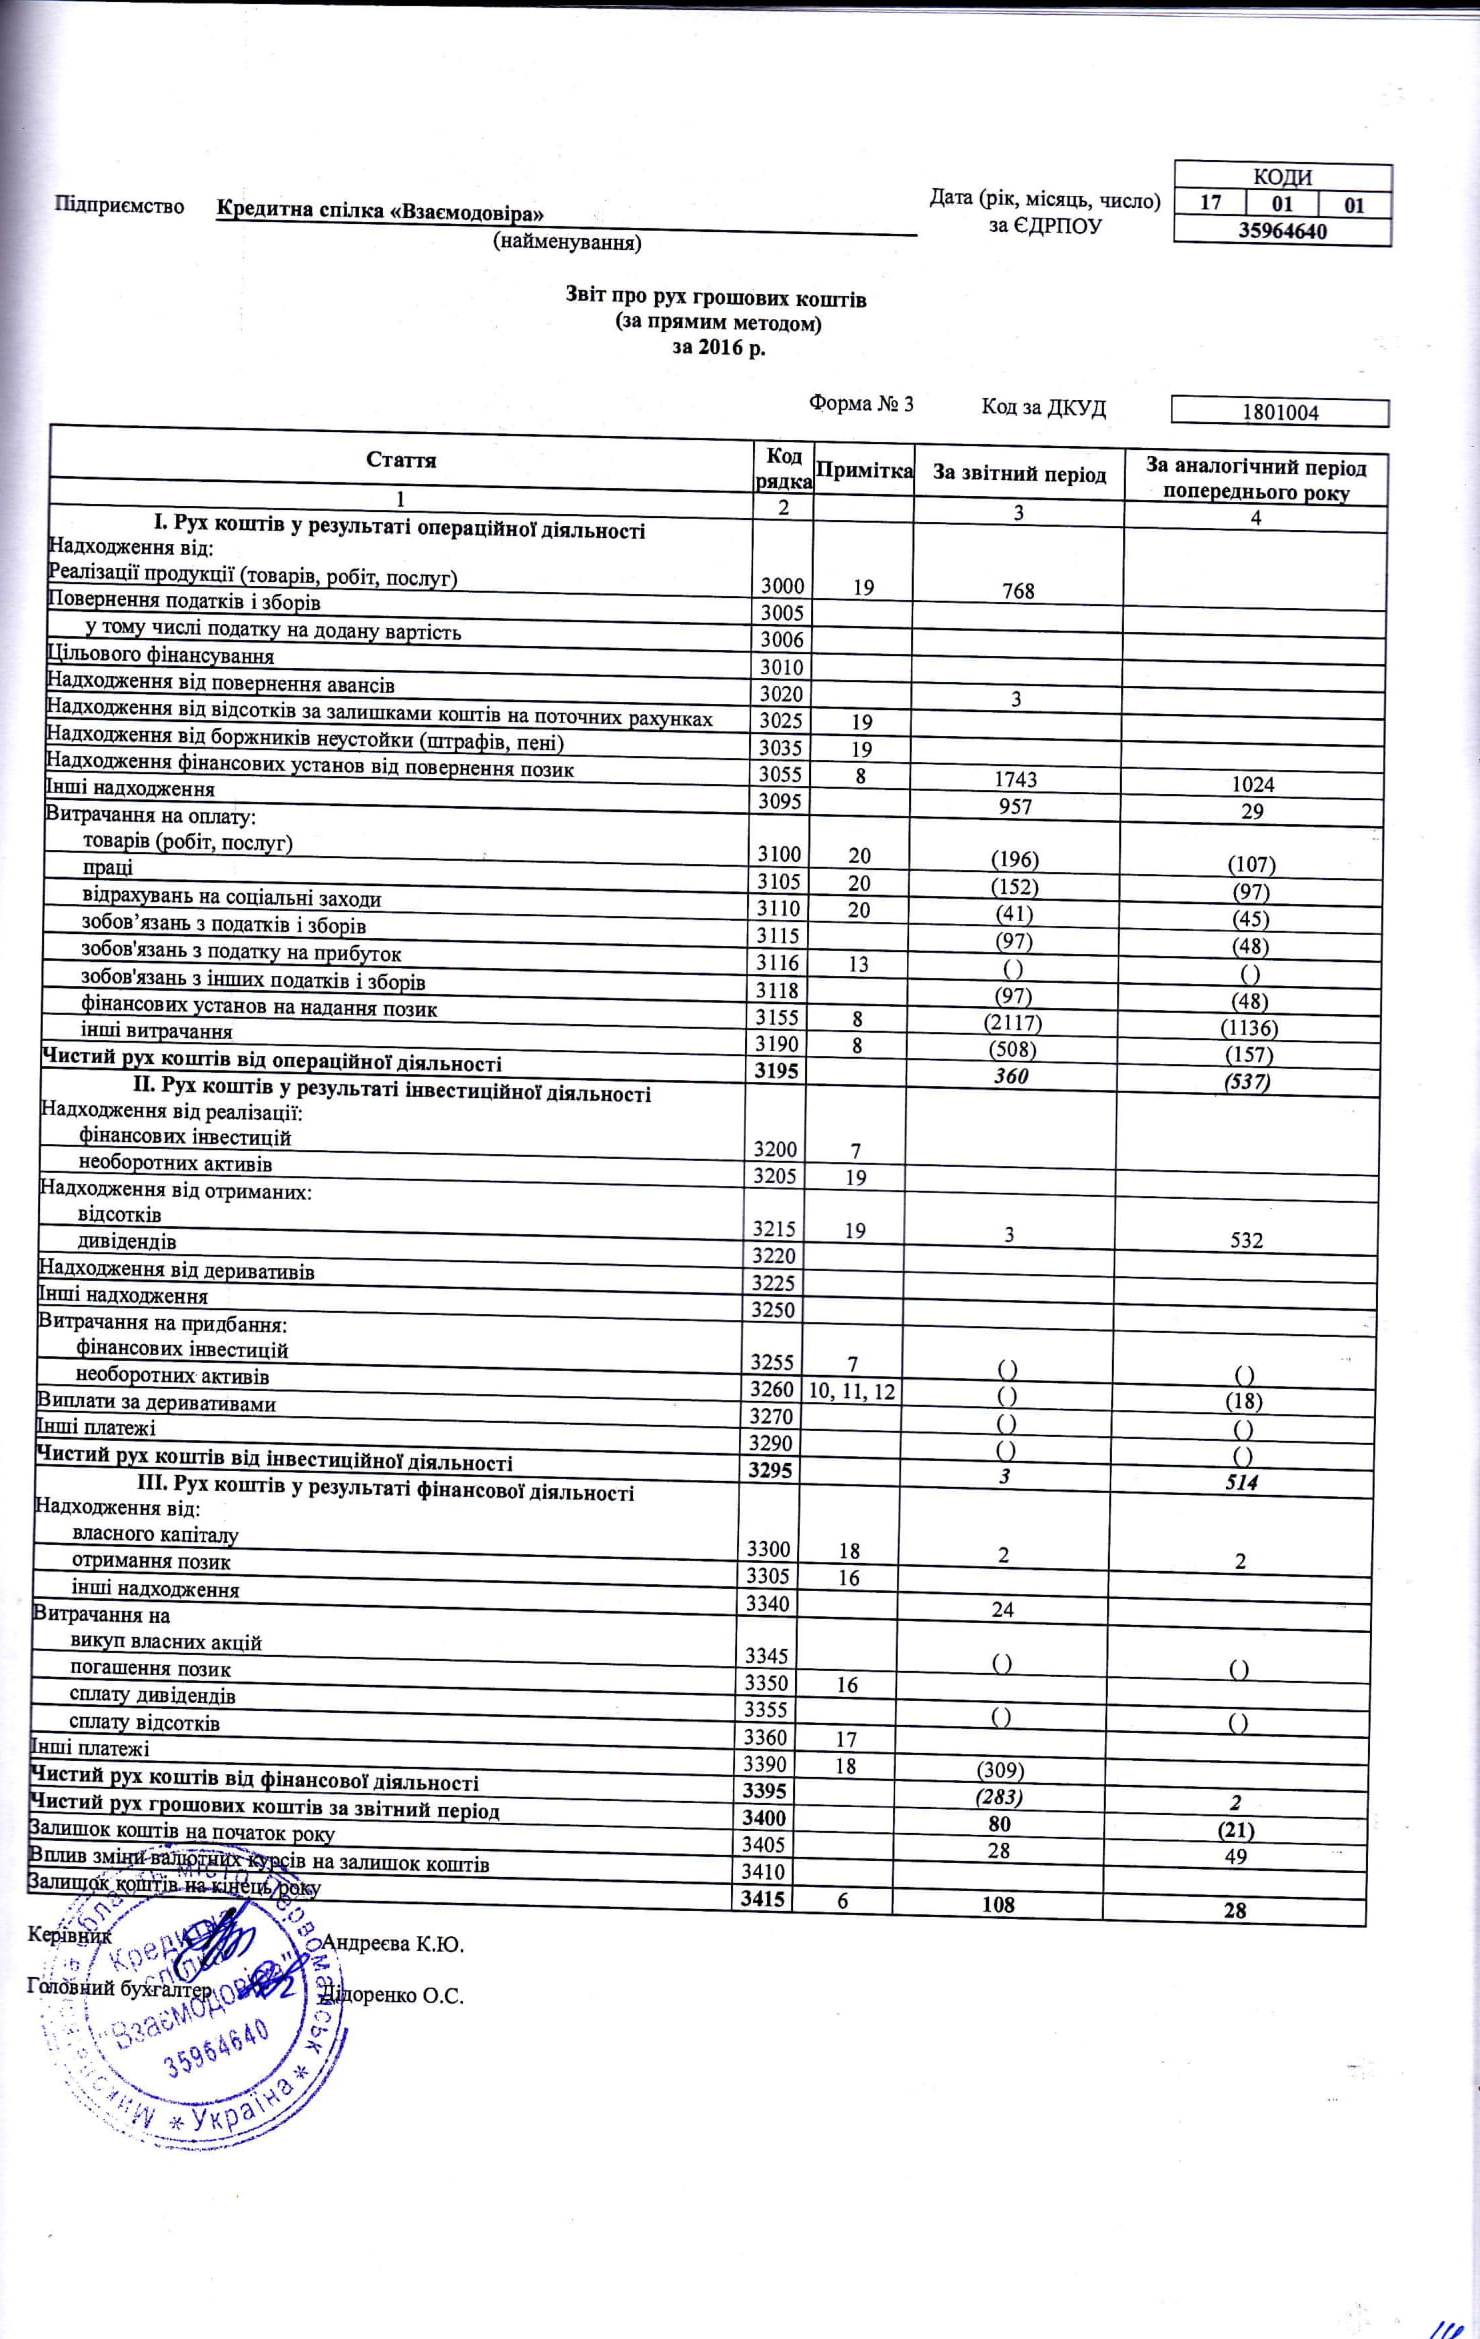 КОДИ
Підприємство Кредитна спілка «Взаємодовіра» Дата (рік, місяць, число) 17 01 01
(найменування) за ЄДРПОУ 35964640
Звіт про рух грошових коштів
(за прямим методом)
за 2016 р.
Форма № 3 Код за ДКУД 1801004
Стаття Код рядка Примітка За звітний період За аналогічний період попереднього року
1 2 3 4
І. Рух коштів у результаті операційної діяльності
Надходження від:
Реалізації продукції (товарів, робіт, послуг) 3000 19 768
Повернення податків і зборів 3005
у тому числі податку на додану вартість 3006
Цільового фінансування 3010
Надходження від повернення авансів 3020 3
Надходження від відсотків за залишками коштів на поточних рахунках 3025 19
Надходження від боржників неустойки (штрафів, пені) 3035 19
Надходження фінансових установ від повернення позик 3055 8 1743 1024
Інші надходження 3095 957 29
Витрачання на оплату:
товарів (робіт, послуг) 3100 20 (196) (107)
праці 3105 20 (152) (97)
відрахувань на соціальні заходи 3110 20 (41) (45)
зобов’язань з податків і зборів 3115 (97) (48)
зобов'язань з податку на прибуток 3116 13 ( ) ( )
зобов'язань з інших податків і зборів 3118 (97) (48)
фінансових установ на надання позик 3155 8 (2117) (1136)
інші витрачання 3190 8 (508) (157)
Чистий рух коштів від операційної діяльності 3195 360 (537)
ІІ. Рух коштів у результаті інвестиційної діяльності
Надходження від реалізації:
фінансових інвестицій 3200 7
необоротних активів 3205 19
Надходження від отриманих:
відсотків 3215 19 3 532
дивідендів 3220
Надходження від деривативів 3225
Інші надходження 3250
Витрачання на придбання:
фінансових інвестицій 3255 7 ( ) ( )
необоротних активів 3260 10, 11, 12 ( ) (18)
Виплати за деривативами 3270 ( ) ( )
Інші платежі 3290 ( ) ( )
Чистий рух коштів від інвестиційної діяльності 3295 3 514
ІІІ. Рух коштів у результаті фінансової діяльності
Надходження від:
власного капіталу 3300 18 2 2
отримання позик 3305 16
інші надходження 3340 24
Витрачання на
викуп власних акцій 3345 ( ) ( )
погашення позик 3350 16
сплату дивідендів 3355 ( ) ( )
сплату відсотків 3360 17
Інші платежі 3390 18 (309)
Чистий рух коштів від фінансової діяльності 3395 (283) 2
Чистий рух грошових коштів за звітний період 3400 80 (21)
Залишок коштів на початок року 3405 28 49
Вплив зміни валютних курсів на залишок коштів 3410
Залишок коштів на кінець року 3415 6 108 28
Керівник Андреєва К.Ю.
Головний бухгалтер Дідоренко О.С.
Кредитна
спілка
"Взаємодовіра"
35964640
область місто Первомайськ * Україна *